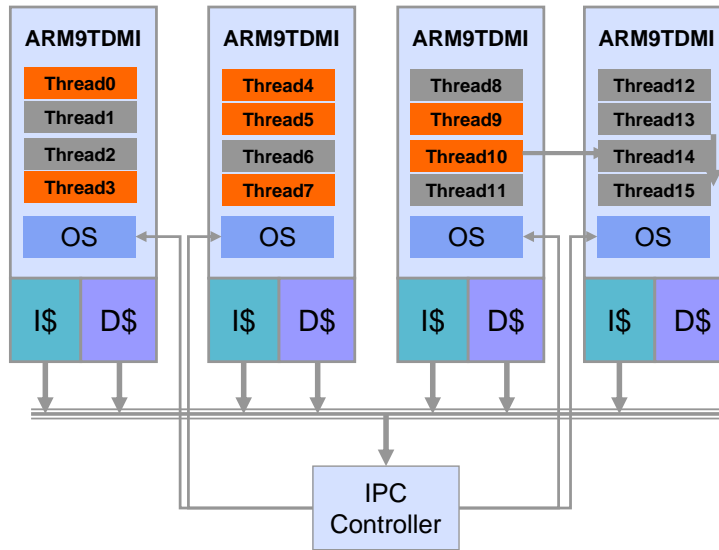 ARM9TDMI
Thread0
Thread1
Thread2
Thread3
OS
I$ D$
ARM9TDMI
Thread4
Thread5
Thread6
Thread7
OS
I$ D$
ARM9TDMI
Thread8
Thread9
Thread10
Thread11
OS
I$ D$
ARM9TDMI
Thread12
Thread13
Thread14
Thread15
OS
I$ D$
IPC
Controller